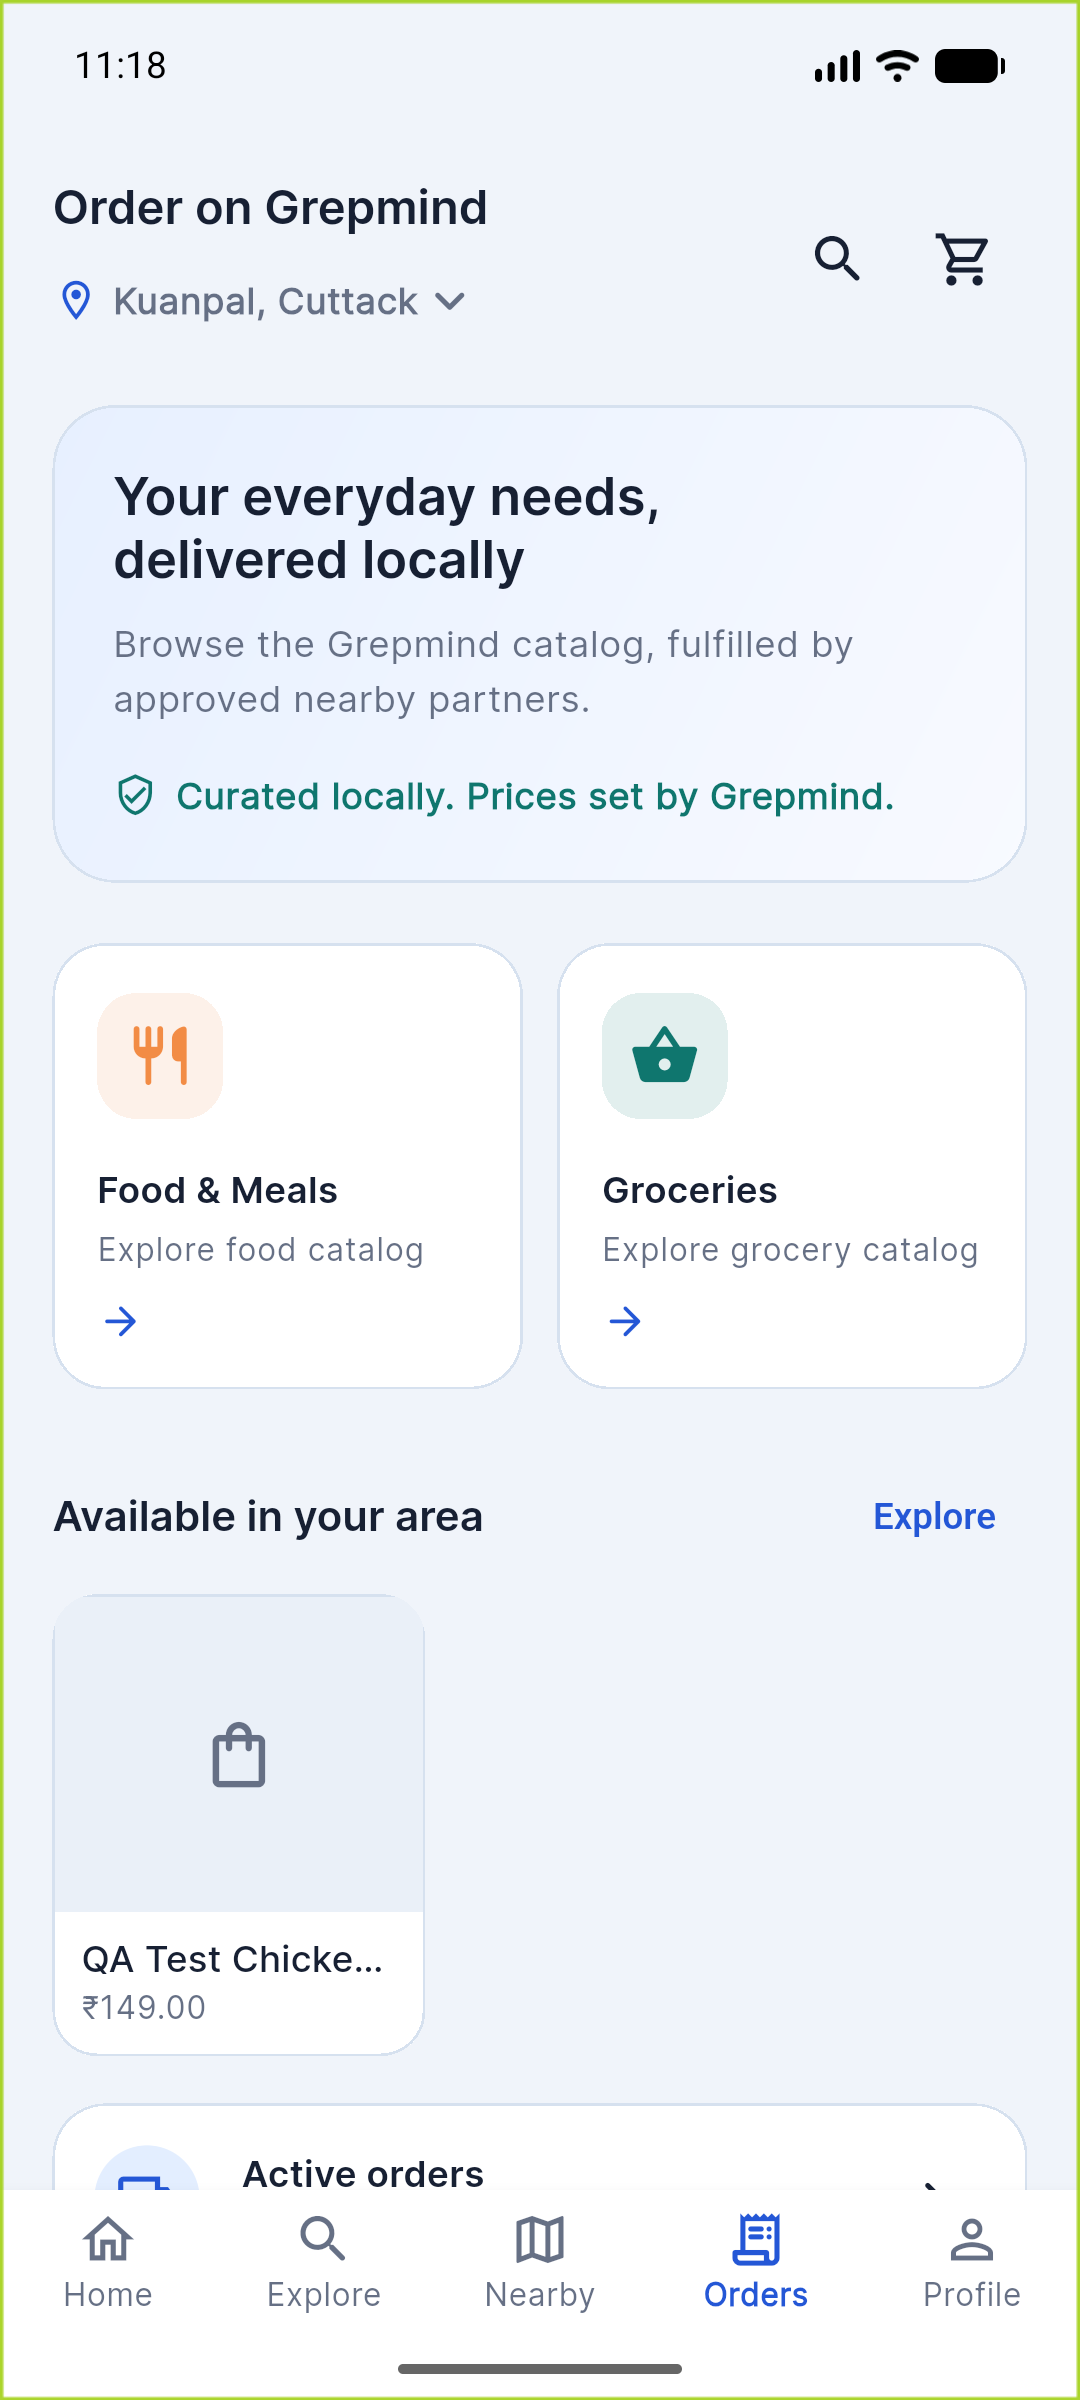 11:18
Order on Grepmind
Kuanpal, Cuttack
Your everyday needs,
delivered locally
Browse the Grepmind catalog, fulfilled by
approved nearby partners.
Curated locally. Prices set by Grepmind.
Food & Meals
Explore food catalog
Groceries
Explore grocery catalog
Available in your area
Explore
QA Test Chicke...
₹149.00
Active orders
Home
Explore
Nearby
Orders
Profile